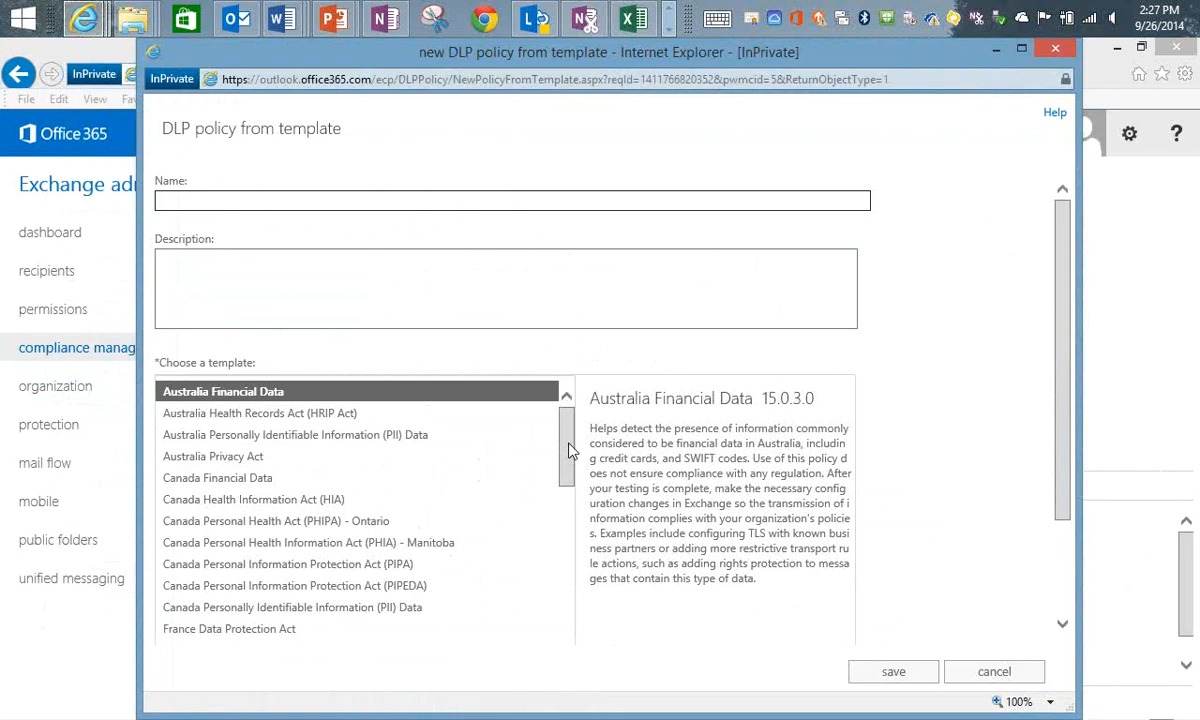 2:27 PM
9/26/2014
new DLP policy from template - Internet Explorer - [InPrivate]
InPrivate
InPrivate
https://outlook.office365.com/ecp/DLPPolicy/NewPolicyFromTemplate.aspx?reqId=1411766820352&pwmcid=5&ReturnObjectType=1
File Edit View Fav
Office 365
Exchange ad
dashboard
recipients
permissions
compliance manag
organization
protection
mail flow
mobile
public folders
unified messaging
Help
DLP policy from template
Name:
Description:
*Choose a template:
Australia Financial Data
Australia Health Records Act (HRIP Act)
Australia Personally Identifiable Information (PII) Data
Australia Privacy Act
Canada Financial Data
Canada Health Information Act (HIA)
Canada Personal Health Act (PHIPA) - Ontario
Canada Personal Health Information Act (PHIA) - Manitoba
Canada Personal Information Protection Act (PIPA)
Canada Personal Information Protection Act (PIPEDA)
Canada Personally Identifiable Information (PII) Data
France Data Protection Act
Australia Financial Data 15.0.3.0
Helps detect the presence of information commonly
considered to be financial data in Australia, includin
g credit cards, and SWIFT codes. Use of this policy d
oes not ensure compliance with any regulation. After
your testing is complete, make the necessary config
uration changes in Exchange so the transmission of i
nformation complies with your organization's policie
s. Examples include configuring TLS with known busi
ness partners or adding more restrictive transport ru
le actions, such as adding rights protection to messa
ges that contain this type of data.
save
cancel
100%